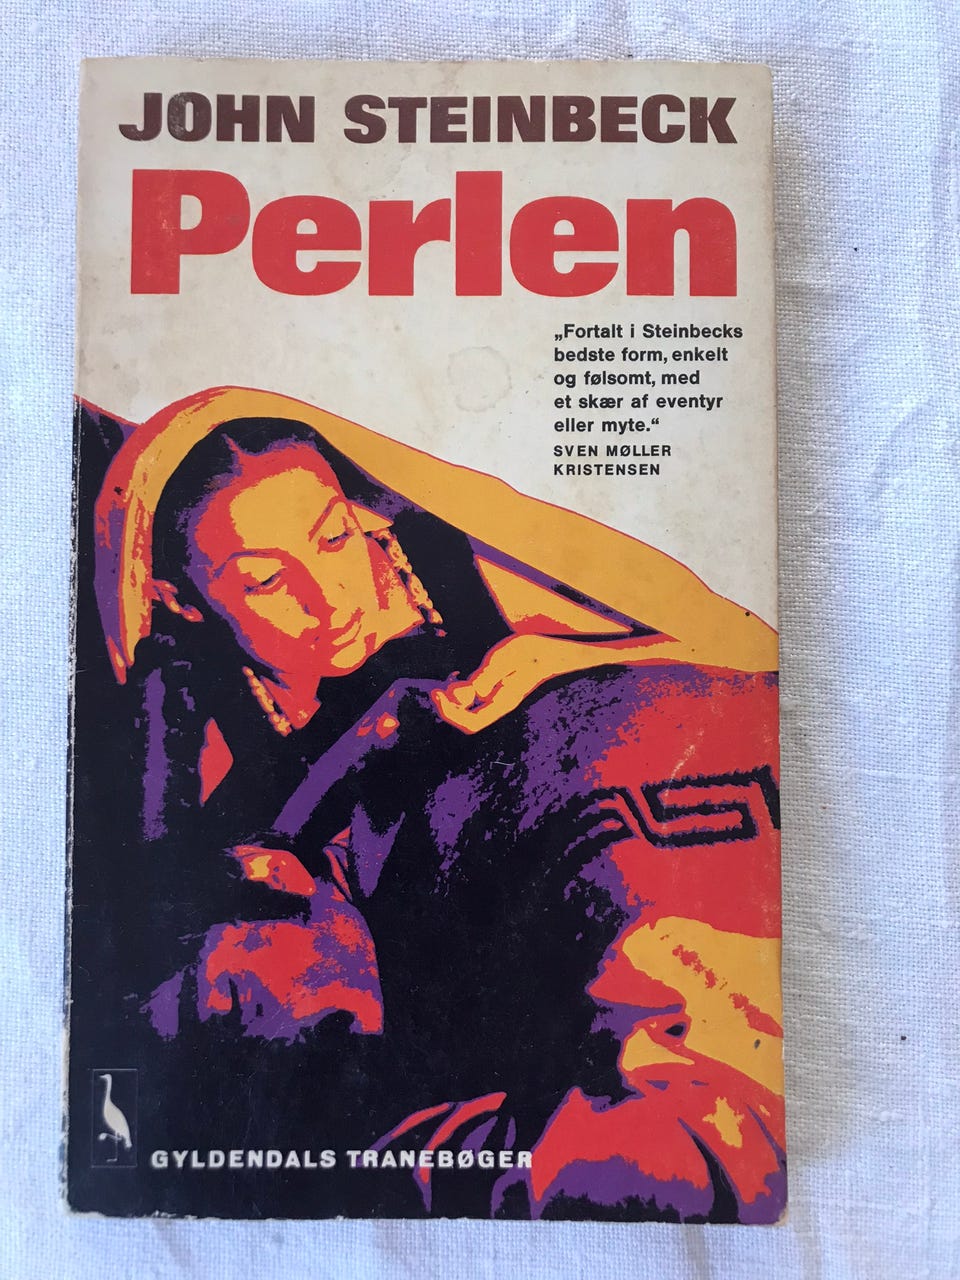 JOHN STEINBECK
Perlen
„Fortalt i Steinbecks
bedste form, enkelt
og følsomt, med
et skær af eventyr
eller myte.“
SVEN MØLLER
KRISTENSEN
GYLDENDALS TRANEBØGER